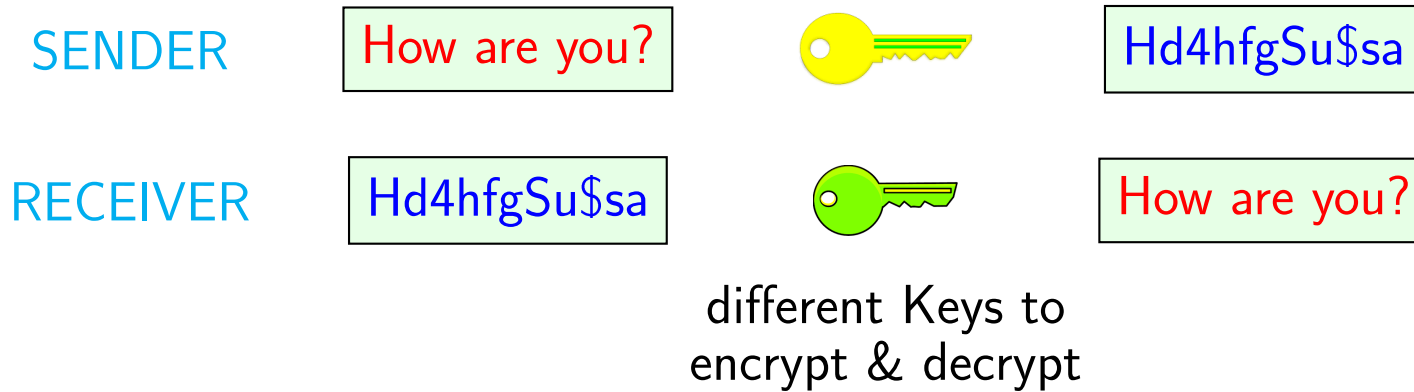 SENDER How are you? Hd4hfgSu$sa
RECEIVER Hd4hfgSu$sa How are you?
different Keys to
encrypt & decrypt